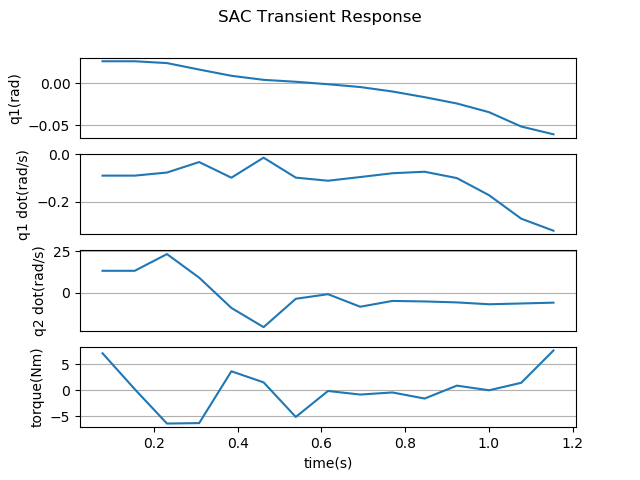 SAC Transient Response
q1(rad)
0.00
−0.05
q1 dot(rad/s)
0.0
−0.2
q2 dot(rad/s)
25
0
torque(Nm)
5
0
−5
0.2 0.4 0.6 0.8 1.0 1.2
time(s)